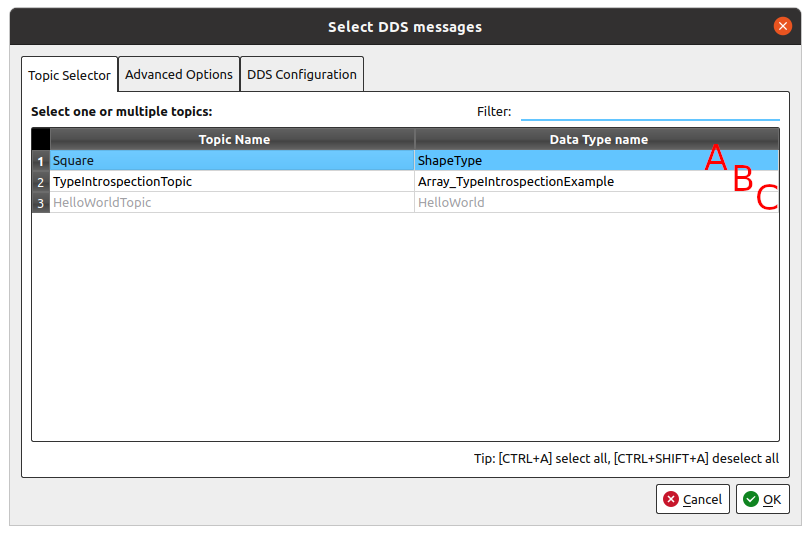 Select DDS messages
Topic Selector Advanced Options DDS Configuration
Select one or multiple topics: Filter:
Topic Name Data Type name
1 Square ShapeType A
2 TypeIntrospectionTopic Array_TypeIntrospectionExample B
3 HelloWorldTopic HelloWorld C
Tip: [CTRL+A] select all, [CTRL+SHIFT+A] deselect all
Cancel OK